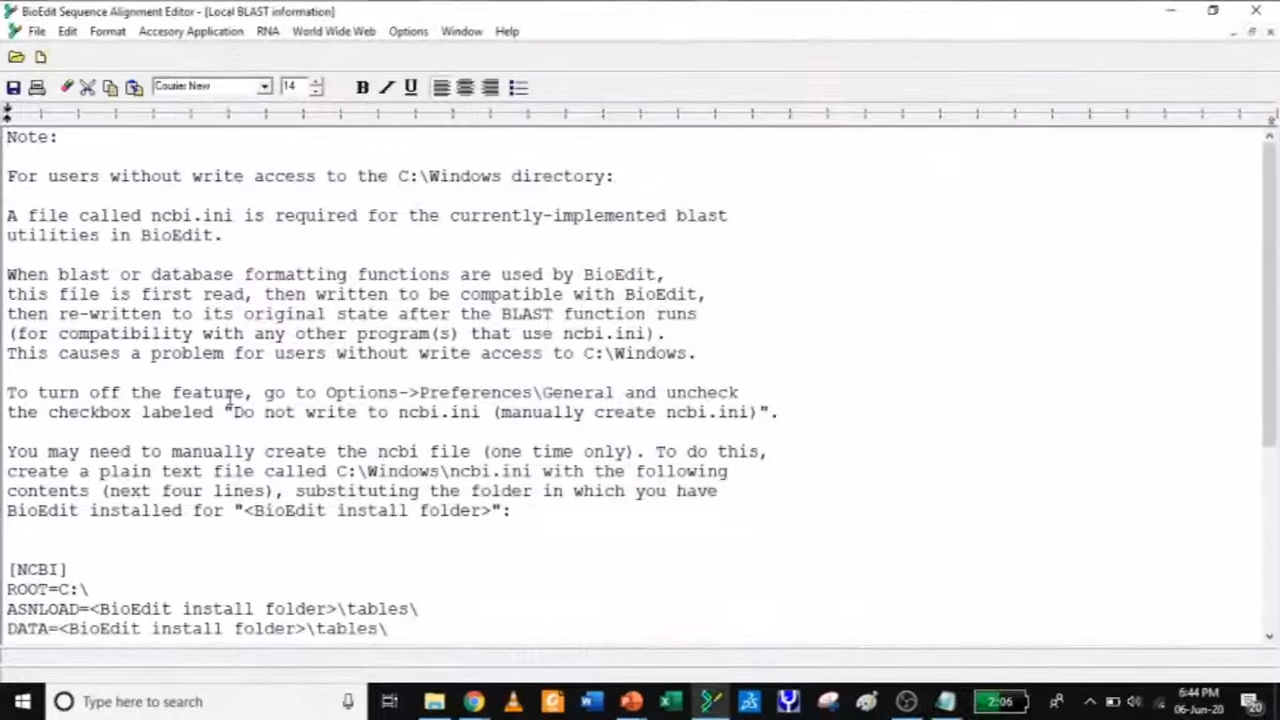 BioEdit Sequence Alignment Editor - [Local BLAST information]
File Edit Format Accesory Application RNA World Wide Web Options Window Help
Courier New 14 B I U
Note:
For users without write access to the C:\Windows directory:
A file called ncbi.ini is required for the currently-implemented blast
utilities in BioEdit.
When blast or database formatting functions are used by BioEdit,
this file is first read, then written to be compatible with BioEdit,
then re-written to its original state after the BLAST function runs
(for compatibility with any other program(s) that use ncbi.ini).
This causes a problem for users without write access to C:\Windows.
To turn off the feature, go to Options->Preferences\General and uncheck
the checkbox labeled "Do not write to ncbi.ini (manually create ncbi.ini)".
You may need to manually create the ncbi file (one time only). To do this,
create a plain text file called C:\Windows\ncbi.ini with the following
contents (next four lines), substituting the folder in which you have
BioEdit installed for "<BioEdit install folder>":
[NCBI]
ROOT=C:\
ASNLOAD=<BioEdit install folder>\tables\
DATA=<BioEdit install folder>\tables\
Type here to search
2:06
6:44 PM
06-Jun-20
20